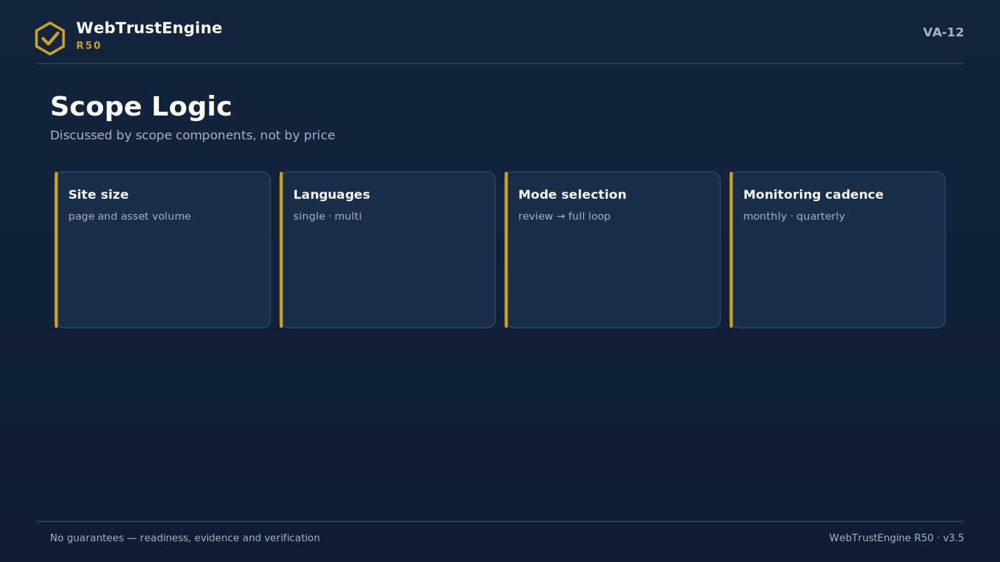 WebTrustEngine
R50
VA-12
Scope Logic
Discussed by scope components, not by price
Site size
page and asset volume
Languages
single · multi
Mode selection
review → full loop
Monitoring cadence
monthly · quarterly
No guarantees — readiness, evidence and verification
WebTrustEngine R50 · v3.5